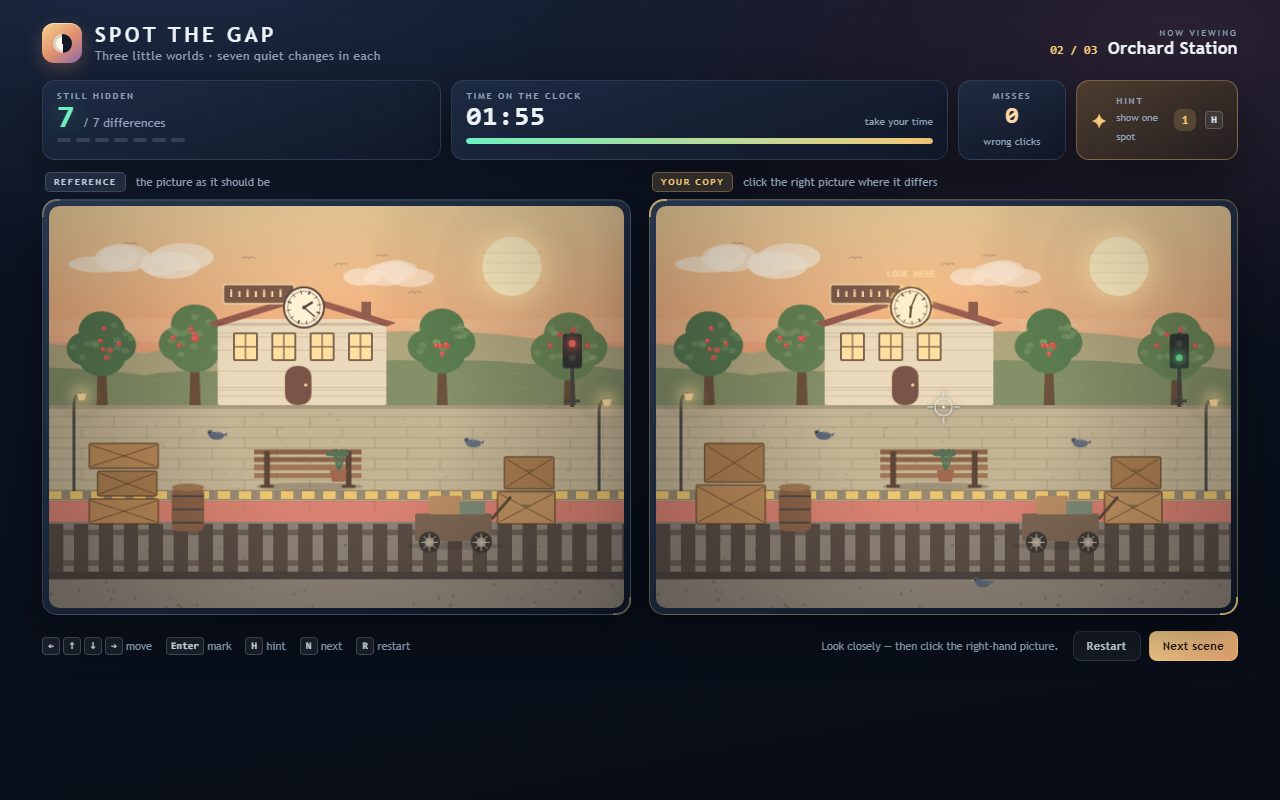 SPOT THE GAP
Three little worlds · seven quiet changes in each
NOW VIEWING
02 / 03 Orchard Station
STILL HIDDEN
7 / 7 differences
TIME ON THE CLOCK
01:55
take your time
MISSES
0
wrong clicks
HINT
show one
spot
1
H
REFERENCE the picture as it should be
YOUR COPY click the right picture where it differs
LOOK HERE
← ↑ ↓ → move Enter mark H hint N next R restart
Look closely — then click the right-hand picture.
Restart
Next scene